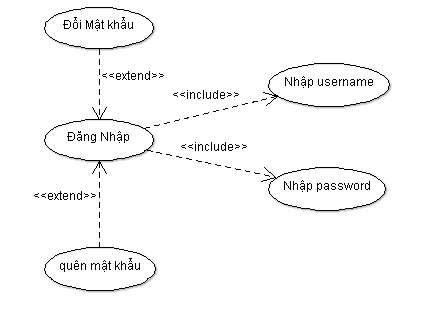 Đổi Mật khẩu
<<extend>>
Nhập username
<<include>>
Đăng Nhập
<<include>>
Nhập password
<<extend>>
quên mật khẩu